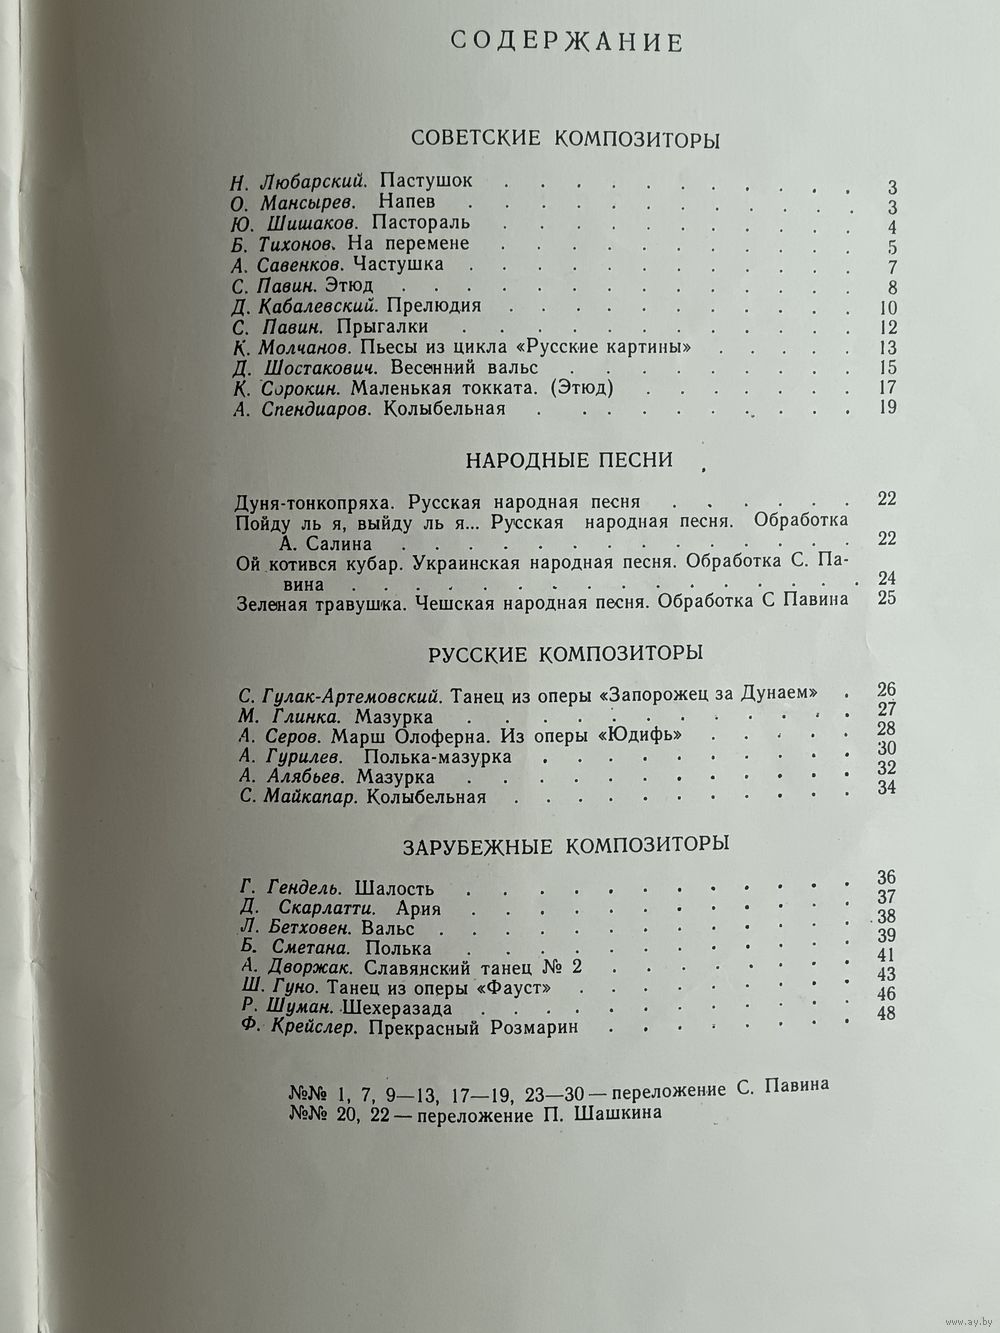 СОДЕРЖАНИЕ
СОВЕТСКИЕ КОМПОЗИТОРЫ
Н. Любарский. Пастушок . . . . . . . . . . . 3
О. Мансырев. Напев . . . . . . . . . . . . 3
Ю. Шишаков. Пастораль . . . . . . . . . . . 4
Б. Тихонов. На перемене . . . . . . . . . . . 5
А. Савенков. Частушка . . . . . . . . . . . . 7
С. Павин. Этюд . . . . . . . . . . . . . 8
Д. Кабалевский. Прелюдия . . . . . . . . . . . 10
С. Павин. Прыгалки . . . . . . . . . . . . 12
К. Молчанов. Пьесы из цикла «Русские картины» . . . . . 13
Д. Шостакович. Весенний вальс . . . . . . . . . 15
К. Сорокин. Маленькая токката. (Этюд) . . . . . . . 17
А. Спендиаров. Колыбельная . . . . . . . . . . 19
НАРОДНЫЕ ПЕСНИ
Дуня-тонкопряха. Русская народная песня . . . . . . 22
Пойду ль я, выйду ль я... Русская народная песня. Обработка
А. Салина . . . . . . . . . . . . . . 22
Ой котився кубар. Украинская народная песня. Обработка С. Па-
вина . . . . . . . . . . . . . . . . 24
Зеленая травушка. Чешская народная песня. Обработка С Павина 25
РУССКИЕ КОМПОЗИТОРЫ
С. Гулак-Артемовский. Танец из оперы «Запорожец за Дунаем» . 26
М. Глинка. Мазурка . . . . . . . . . . . . 27
А. Серов. Марш Олоферна. Из оперы «Юдифь» . . . . . 28
А. Гурилев. Полька-мазурка . . . . . . . . . . 30
А. Алябьев. Мазурка . . . . . . . . . . . . 32
С. Майкапар. Колыбельная . . . . . . . . . . . 34
ЗАРУБЕЖНЫЕ КОМПОЗИТОРЫ
Г. Гендель. Шалость . . . . . . . . . . . . 36
Д. Скарлатти. Ария . . . . . . . . . . . . 37
Л. Бетховен. Вальс . . . . . . . . . . . . 38
Б. Сметана. Полька . . . . . . . . . . . . 39
А. Дворжак. Славянский танец № 2 . . . . . . . . 41
Ш. Гуно. Танец из оперы «Фауст» . . . . . . . . . 43
Р. Шуман. Шехеразада . . . . . . . . . . . 46
Ф. Крейслер. Прекрасный Розмарин . . . . . . . . 48
№№ 1, 7, 9—13, 17—19, 23—30 — переложение С. Павина
№№ 20, 22 — переложение П. Шашкина
www.ay.by